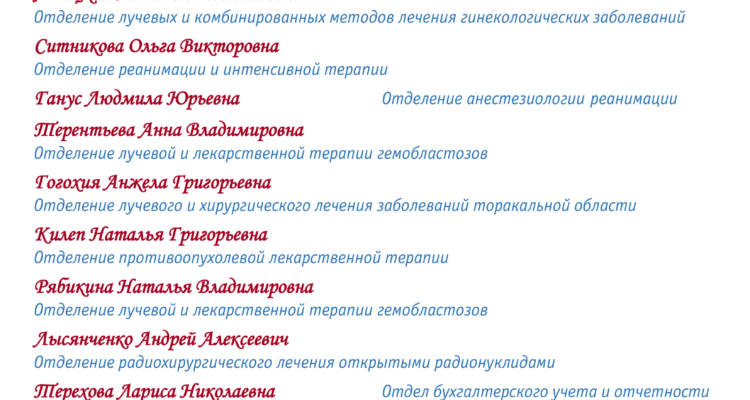 Отделение лучевых и комбинированных методов лечения гинекологических заболеваний
Ситникова Ольга Викторовна
Отделение реанимации и интенсивной терапии
Ганус Людмила Юрьевна Отделение анестезиологии реанимации
Терентьева Анна Владимировна
Отделение лучевой и лекарственной терапии гемобластозов
Гогохия Анжела Григорьевна
Отделение лучевого и хирургического лечения заболеваний торакальной области
Килеп Наталья Григорьевна
Отделение противоопухолевой лекарственной терапии
Рябикина Наталья Владимировна
Отделение лучевой и лекарственной терапии гемобластозов
Лысянченко Андрей Алексеевич
Отделение радиохирургического лечения открытыми радионуклидами
Терехова Лариса Николаевна Отдел бухгалтерского учета и отчетности